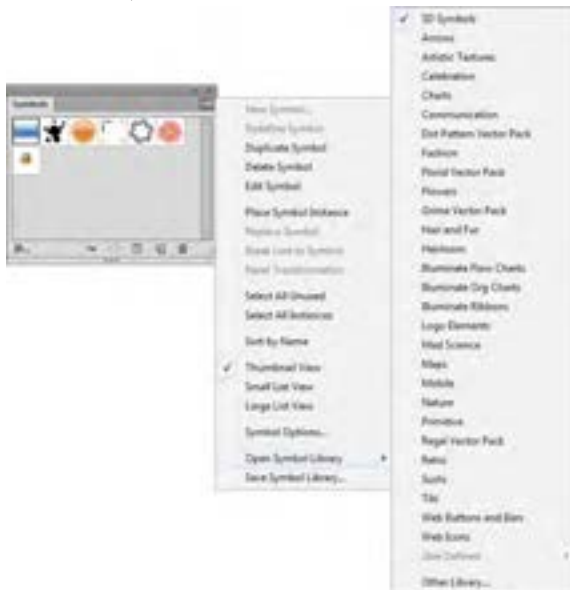 Symbols
New Symbol...
Redefine Symbol
Duplicate Symbol
Delete Symbol
Edit Symbol
Place Symbol Instance
Replace Symbol
Break Link to Symbol
Reset Transformation
Select All Unused
Select All Instances
Sort by Name
✓ Thumbnail View
Small List View
Large List View
Symbol Options...
Open Symbol Library
Save Symbol Library...
✓ 3D Symbols
Arrows
Artistic Textures
Celebration
Charts
Communication
Dot Pattern Vector Pack
Fashion
Florid Vector Pack
Flowers
Grime Vector Pack
Hair and Fur
Heirloom
Illuminate Flow Charts
Illuminate Org Charts
Illuminate Ribbons
Logo Elements
Mad Science
Maps
Mobile
Nature
Primitive
Regal Vector Pack
Retro
Sushi
Tiki
Web Buttons and Bars
Web Icons
User Defined
Other Library...